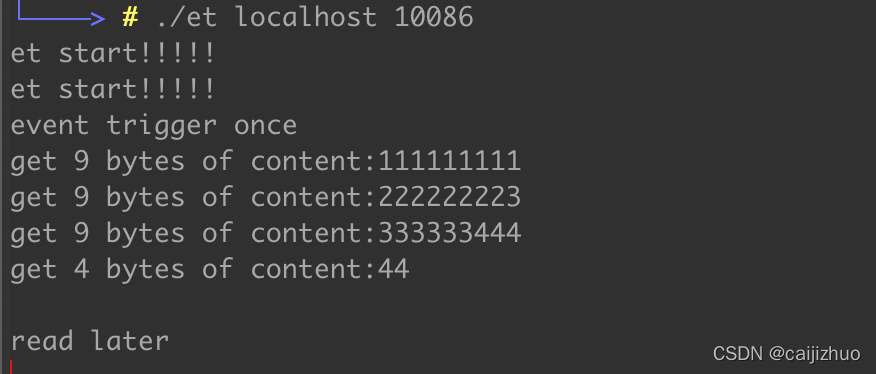 # ./et localhost 10086
et start!!!!!
et start!!!!!
event trigger once
get 9 bytes of content:111111111
get 9 bytes of content:222222223
get 9 bytes of content:333333444
get 4 bytes of content:44
read later
CSDN @caijizhuo